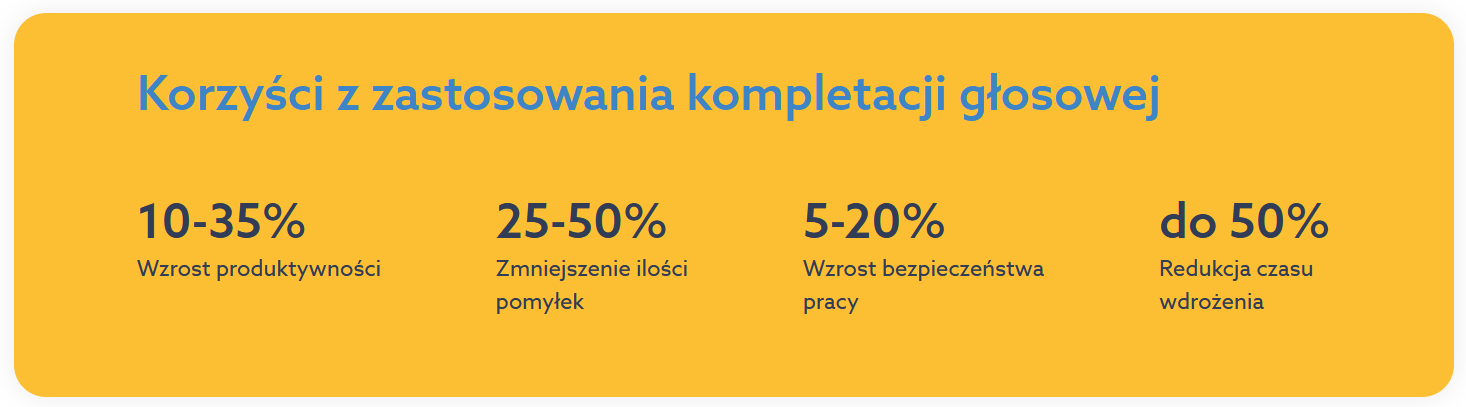 Korzyści z zastosowania kompletacji głosowej
10-35%
Wzrost produktywności
25-50%
Zmniejszenie ilości
pomyłek
5-20%
Wzrost bezpieczeństwa
pracy
do 50%
Redukcja czasu
wdrożenia